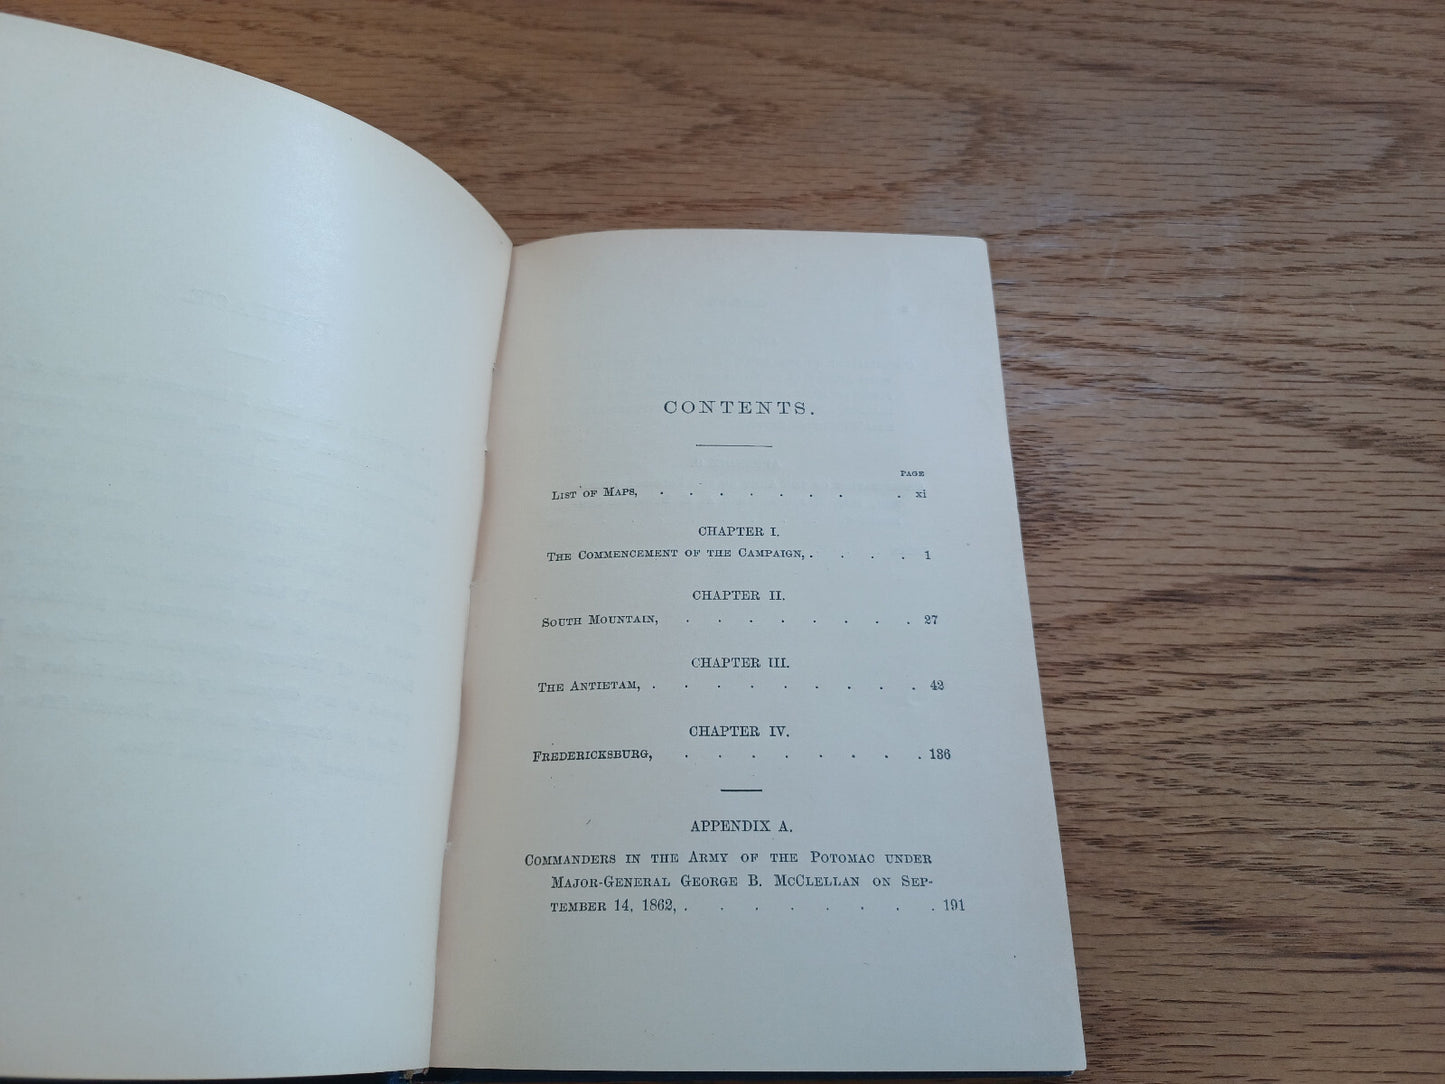 CONTENTS.
PAGE
LIST OF MAPS, . . . . . . . . xi
CHAPTER I.
THE COMMENCEMENT OF THE CAMPAIGN, . . . . 1
CHAPTER II.
SOUTH MOUNTAIN, . . . . . . . . 27
CHAPTER III.
THE ANTIETAM, . . . . . . . . . 42
CHAPTER IV.
FREDERICKSBURG, . . . . . . . . 136
APPENDIX A.
COMMANDERS IN THE ARMY OF THE POTOMAC UNDER
MAJOR-GENERAL GEORGE B. MCCLELLAN ON SEP-
TEMBER 14, 1862, . . . . . . . . 191